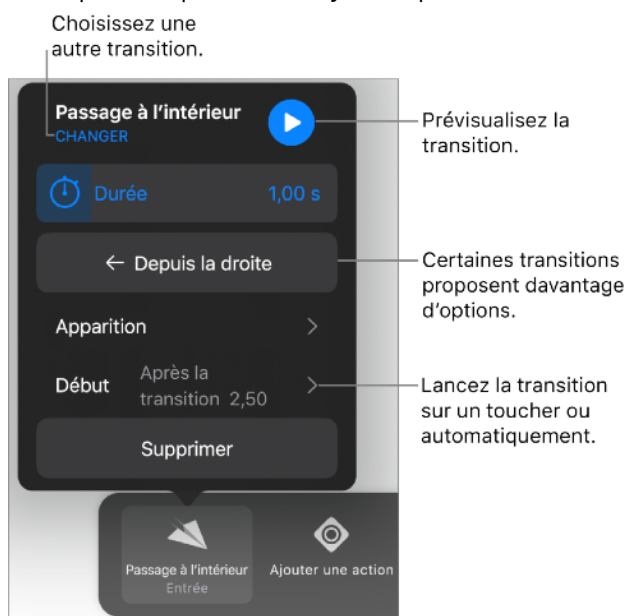 Choisissez une
autre transition.
Passage à l’intérieur
CHANGER
Prévisualisez la
transition.
Durée 1,00 s
← Depuis la droite
Certaines transitions
proposent davantage
d’options.
Apparition
Début Après la
transition 2,50
Lancez la transition
sur un toucher ou
automatiquement.
Supprimer
Passage à l’intérieur
Entrée
Ajouter une action